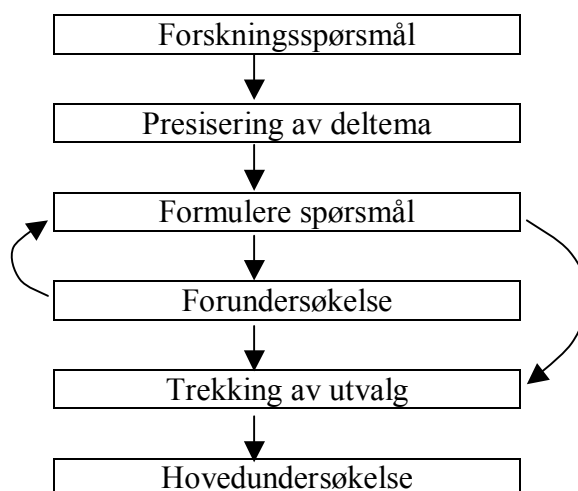 Forskningsspørsmål
Presisering av deltema
Formulere spørsmål
Forundersøkelse
Trekking av utvalg
Hovedundersøkelse